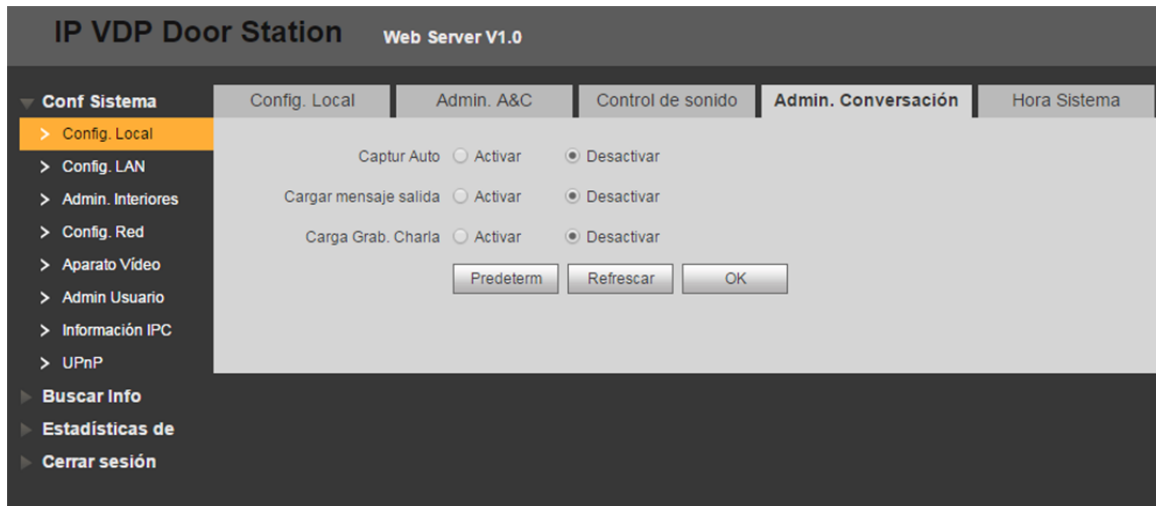 IP VDP Door Station Web Server V1.0
Conf Sistema
Config. Local
Config. LAN
Admin. Interiores
Config. Red
Aparato Vídeo
Admin Usuario
Información IPC
UPnP
Buscar Info
Estadísticas de
Cerrar sesión
Config. Local Admin. A&C Control de sonido Admin. Conversación Hora Sistema
Captur Auto Activar Desactivar
Cargar mensaje salida Activar Desactivar
Carga Grab. Charla Activar Desactivar
Predeterm Refrescar OK